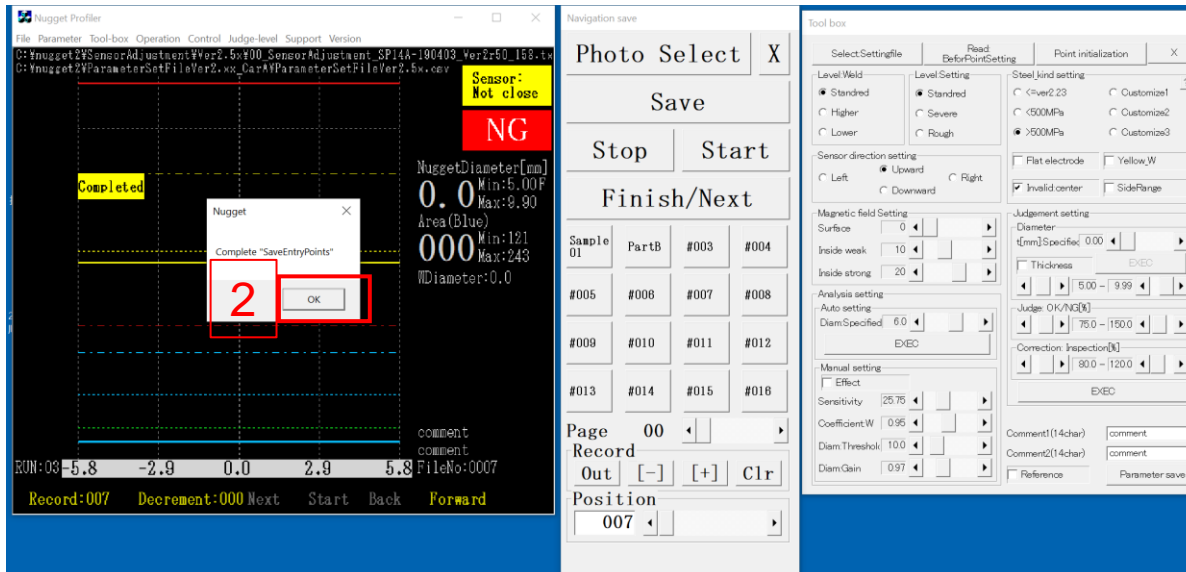 Nugget Profiler
File Parameter Tool-box Operation Control Judge-level Support Version
C:¥nugget2¥SensorAdjustment¥Ver2.5x¥00_SensorAdjustment_SP14A-190403_Ver2r50_158.tx
C:¥nugget2¥ParameterSetFileVer2.xx_CarA¥ParameterSetFileVer2.5x.csv
Sensor:
Not close
NG
NuggetDiameter[mm]
0.0 Min:5.00F
Max:9.90
Area(Blue)
000 Min:121
Max:243
WDiameter:0.0
Completed
Nugget
Complete "SaveEntryPoints"
2
OK
comment
comment
RUN:03 -5.8 -2.9 0.0 2.9 5.8 FileNo:0007
Record:007 Decrement:000 Next Start Back Forward
Navigation save
Photo Select X
Save
Stop Start
Finish/Next
Sample 01 PartB #003 #004
#005 #006 #007 #008
#009 #010 #011 #012
#013 #014 #015 #016
Page 00
Record
Out [-] [+] Clr
Position
007
Tool box
Select:Settingfile Read: BeforPointSetting Point initialization X
Level:Weld
Standred
Higher
Lower
Level:Setting
Standred
Severe
Rough
Steel_kind setting
<=ver2.23 Customize1
<500MPa Customize2
>500MPa Customize3
Sensor direction setting
Upward
Left Right
Downward
Flat electrode Yellow_W
Invalid center SideRange
Magnetic field Setting
Surface 0
Inside weak 10
Inside strong 20
Analysis setting
Auto setting
Diam:Specified 6.0
EXEC
Manual setting
Effect
Sensitivity 25.75
Coefficient:W 0.95
Diam:Threshold 10.0
Diam:Gain 0.97
Judgement setting
Diameter
t[mm]:Specified 0.00
Thickness EXEC
5.00 - 9.99
Judge: OK/NG[%]
75.0 - 150.0
Correction: Inspection[%]
80.0 - 120.0
EXEC
Comment1(14char) comment
Comment2(14char) comment
Reference Parameter save